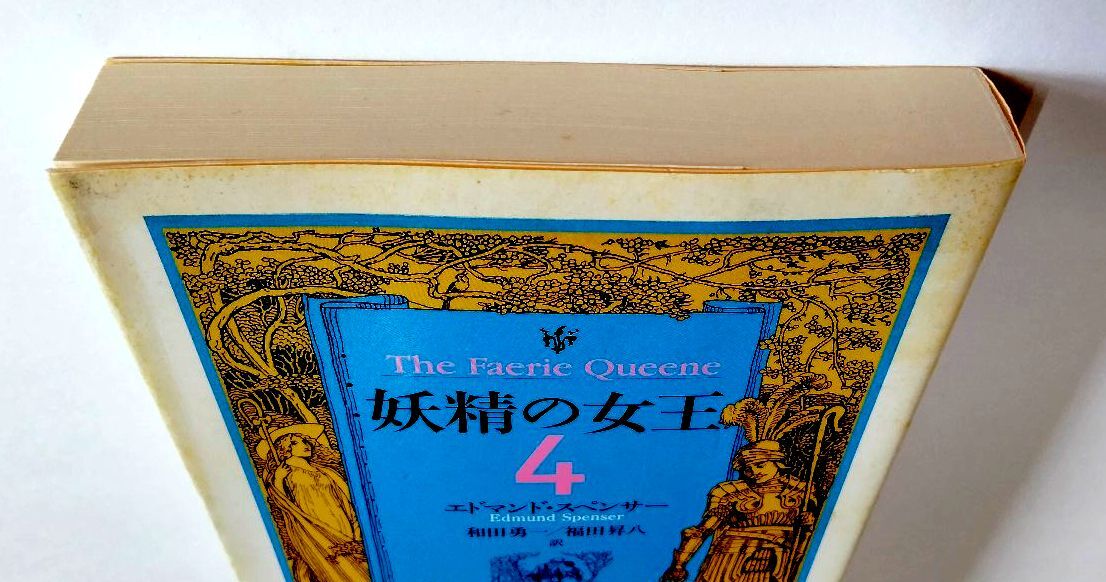 The Faerie Queene
妖精の女王
4
エドマンド・スペンサー
Edmund Spenser
和田勇一／福田昇八
訳